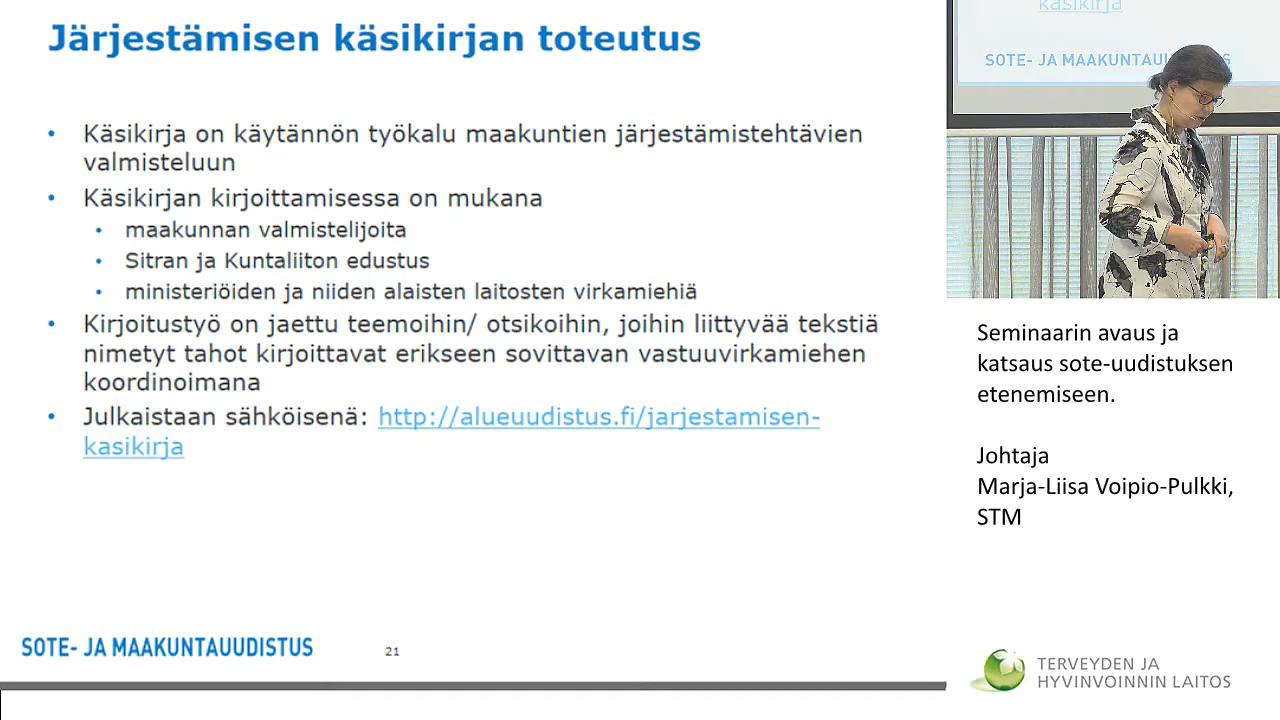 Järjestämisen käsikirjan toteutus
• Käsikirja on käytännön työkalu maakuntien järjestämistehtävien
valmisteluun
• Käsikirjan kirjoittamisessa on mukana
• maakunnan valmistelijoita
• Sitran ja Kuntaliiton edustus
• ministeriöiden ja niiden alaisten laitosten virkamiehiä
• Kirjoitustyö on jaettu teemoihin/ otsikoihin, joihin liittyvää tekstiä
nimetyt tahot kirjoittavat erikseen sovittavan vastuuvirkamiehen
koordinoimana
• Julkaistaan sähköisenä: http://alueuudistus.fi/jarjestamisen-
kasikirja
SOTE- JA MAAKUNTAUUDISTUS
21
kasikirja
SOTE- JA
Seminaarin avaus ja
katsaus sote-uudistuksen
etenemiseen.
Johtaja
Marja-Liisa Voipio-Pulkki,
STM
TERVEYDEN JA
HYVINVOINNIN LAITOS